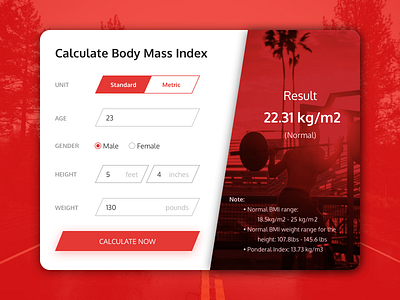 Calculate Body Mass Index
UNIT
Standard
Metric
AGE
23
GENDER
Male
Female
HEIGHT
5 feet
4 inches
WEIGHT
130 pounds
CALCULATE NOW
Result
22.31 kg/m2
(Normal)
Note:
• Normal BMI range:
18.5kg/m2 - 25 kg/m 2
• Normal BMI weight range for the
height: 107.8lbs - 145.6 lbs
• Ponderal Index: 13.73 kg/m3